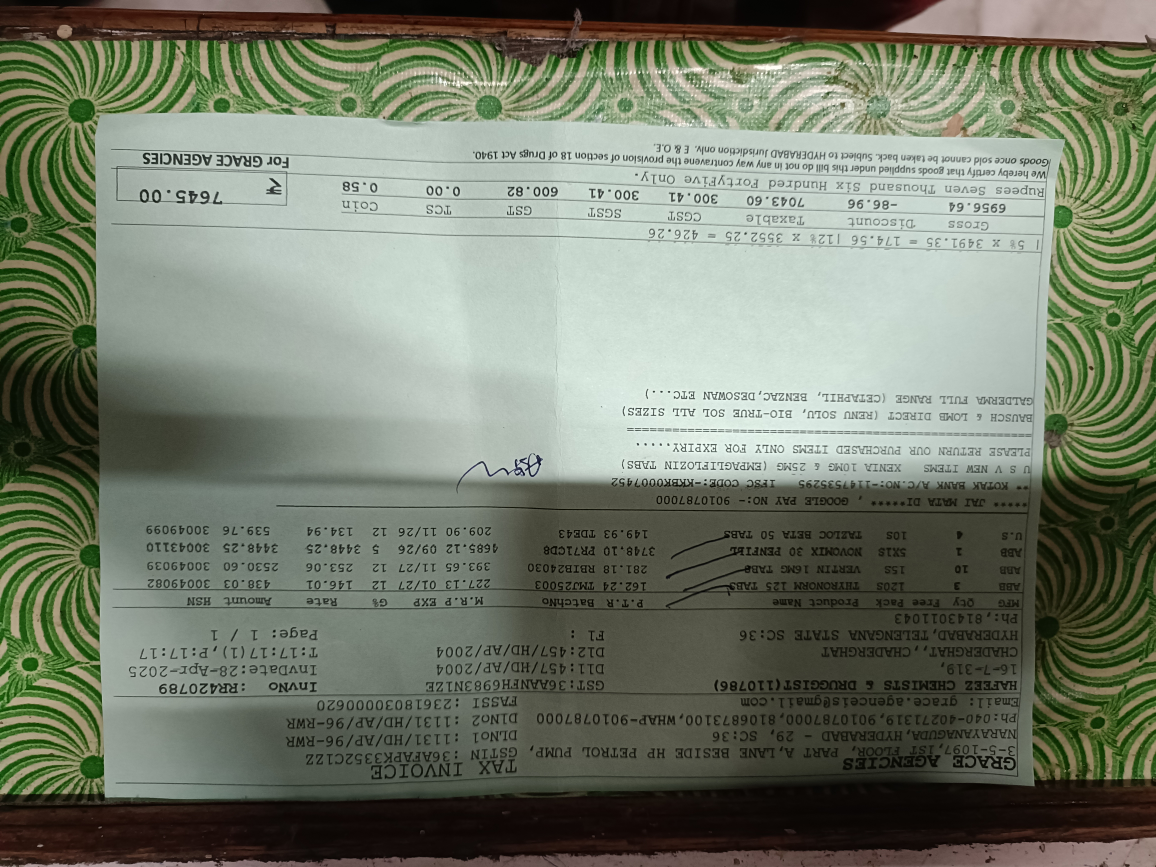 GRACE AGENCIES TAX INVOICE
3-5-1097,1ST FLOOR, PART A,LANE BESIDE HP PETROL PUMP, GSTIN :36AFAPK3352C1ZZ
NARAYANAGUDA,HYDERABAD - 29, SC:36 DlNo1 :1131/HD/AP/96-RWR
Ph:040-40271319,9010787000,8106873100,WHAP-9010787000 DlNo2 :1131/HD/AP/96-RWR
Email: grace.agenceis@gmail.com FASSI :23618030000620
HAFEEZ CHEMISTS & DRUGGIST(110786) GST:36AANFH6983N1ZE InvNo :RR420789
16-7-319, D11:457/HD/AP/2004 InvDate:28-Apr-2025
CHADERGHAT,,CHADERGHAT D12:457/HD/AP/2004 T:17:17(1),P:17:17
HYDERABAD,TELENGANA STATE SC:36 F1 : Page: 1 / 1
Ph:,8143011043
MFG Qty Free Pack Product Name P.T.R BatchNo M.R.P EXP G% Rate Amount HSN
ABB 3 120S THYRONORM 125 TABS 162.24 TMJ25003 227.13 01/27 12 146.01 438.03 30049082
ABB 10 15S VERTIN 16MG TABS 281.18 RBTB24030 393.65 11/27 12 253.06 2530.60 30049039
ABB 1 5X1S NOVOMIX 30 PENFILL 3748.10 PR71CD8 4685.12 09/26 5 3448.25 3448.25 30043110
U.S 4 10S TAZLOC BETA 50 TABS 149.93 TDE43 209.90 11/26 12 134.94 539.76 30049099
***** JAI MATA DI***** , GOOGLE PAY NO:- 9010787000
** KOTAK BANK A/C.NO:-1147535295 IFSC CODE:-KKBK0007452
U S V NEW ITEMS XENIA 10MG & 25MG (EMPAGLIFLOZIN TABS)
PLEASE RETURN OUR PURCHASED ITEMS ONLY FOR EXPIRY.....
===========================================
BAUSCH & LOMB DIRECT (RENU SOLU, BIO-TRUE SOL ALL SIZES)
GALDERMA FULL RANGE (CETAPHIL, BENZAC,DESOWAN ETC...)
| 5% x 3491.35 = 174.56 |12% x 3552.25 = 426.26
Gross Discount Taxable CGST SGST GST TCS Coin
6956.64 -86.96 7043.60 300.41 300.41 600.82 0.00 0.58 ₹ 7645.00
Rupees Seven Thousand Six Hundred FortyFive Only.
We hereby certify that goods supplied under this bill do not in any way contravene the provision of section 18 of Drugs Act 1940. For GRACE AGENCIES
Goods once sold cannot be taken back. Subject to HYDERABAD Jurisdiction only. E & O.E.